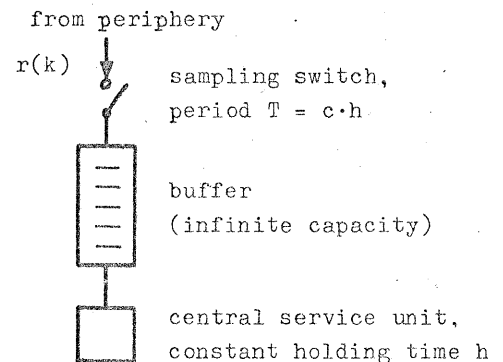 from periphery
r(k)
sampling switch,
period T = c·h
buffer
(infinite capacity)
central service unit,
constant holding time h